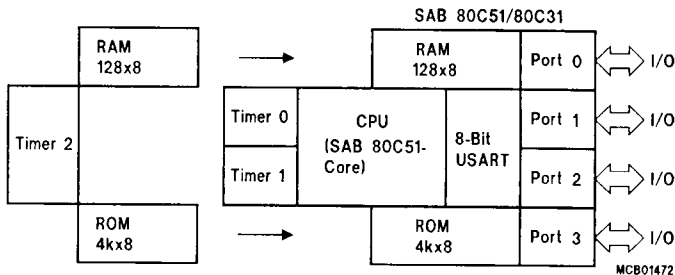 SAB 80C51/80C31
RAM
128x8
RAM
128x8
Port 0
I/O
Timer 2
Timer 0
CPU
(SAB 80C51-
Core)
8-Bit
USART
Port 1
I/O
Timer 1
Port 2
I/O
ROM
4kx8
ROM
4kx8
Port 3
I/O
MCB01472